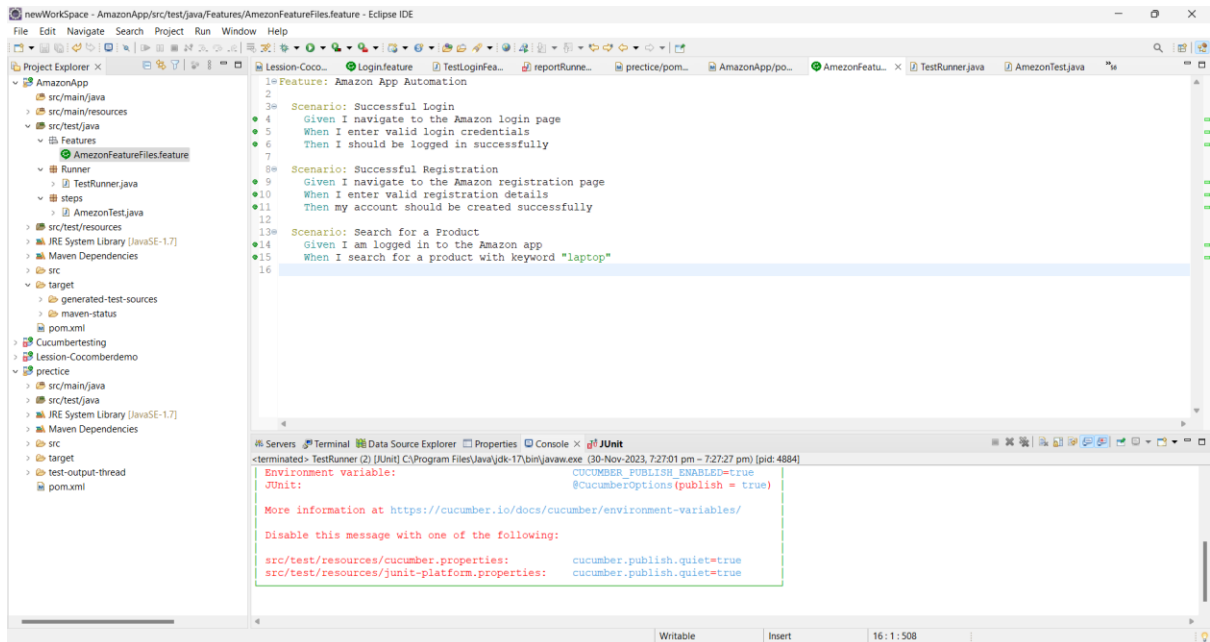 newWorkSpace - AmazonApp/src/test/java/Features/AmezonFeatureFiles.feature - Eclipse IDE
File Edit Navigate Search Project Run Window Help
Project Explorer
Lession-Coco... Login.feature TestLoginFea... reportRunne... prectice/pom... AmazonApp/po... AmezonFeatu... TestRunner.java AmezonTest.java »56
AmazonApp
src/main/java
src/main/resources
src/test/java
Features
AmezonFeatureFiles.feature
Runner
TestRunner.java
steps
AmezonTest.java
src/test/resources
JRE System Library [JavaSE-1.7]
Maven Dependencies
src
target
generated-test-sources
maven-status
pom.xml
Cucumbertesting
Lession-Cocomberdemo
prectice
src/main/java
src/test/java
JRE System Library [JavaSE-1.7]
Maven Dependencies
src
target
test-output-thread
pom.xml
1 Feature: Amazon App Automation
2
3 Scenario: Successful Login
4 Given I navigate to the Amazon login page
5 When I enter valid login credentials
6 Then I should be logged in successfully
7
8 Scenario: Successful Registration
9 Given I navigate to the Amazon registration page
10 When I enter valid registration details
11 Then my account should be created successfully
12
13 Scenario: Search for a Product
14 Given I am logged in to the Amazon app
15 When I search for a product with keyword "laptop"
16
Servers Terminal Data Source Explorer Properties Console JUnit
<terminated> TestRunner (2) [JUnit] C:\Program Files\Java\jdk-17\bin\javaw.exe (30-Nov-2023, 7:27:01 pm – 7:27:27 pm) [pid: 4884]
Environment variable: CUCUMBER_PUBLISH_ENABLED=true
JUnit: @CucumberOptions(publish = true)
More information at https://cucumber.io/docs/cucumber/environment-variables/
Disable this message with one of the following:
src/test/resources/cucumber.properties: cucumber.publish.quiet=true
src/test/resources/junit-platform.properties: cucumber.publish.quiet=true
Writable Insert 16 : 1 : 508